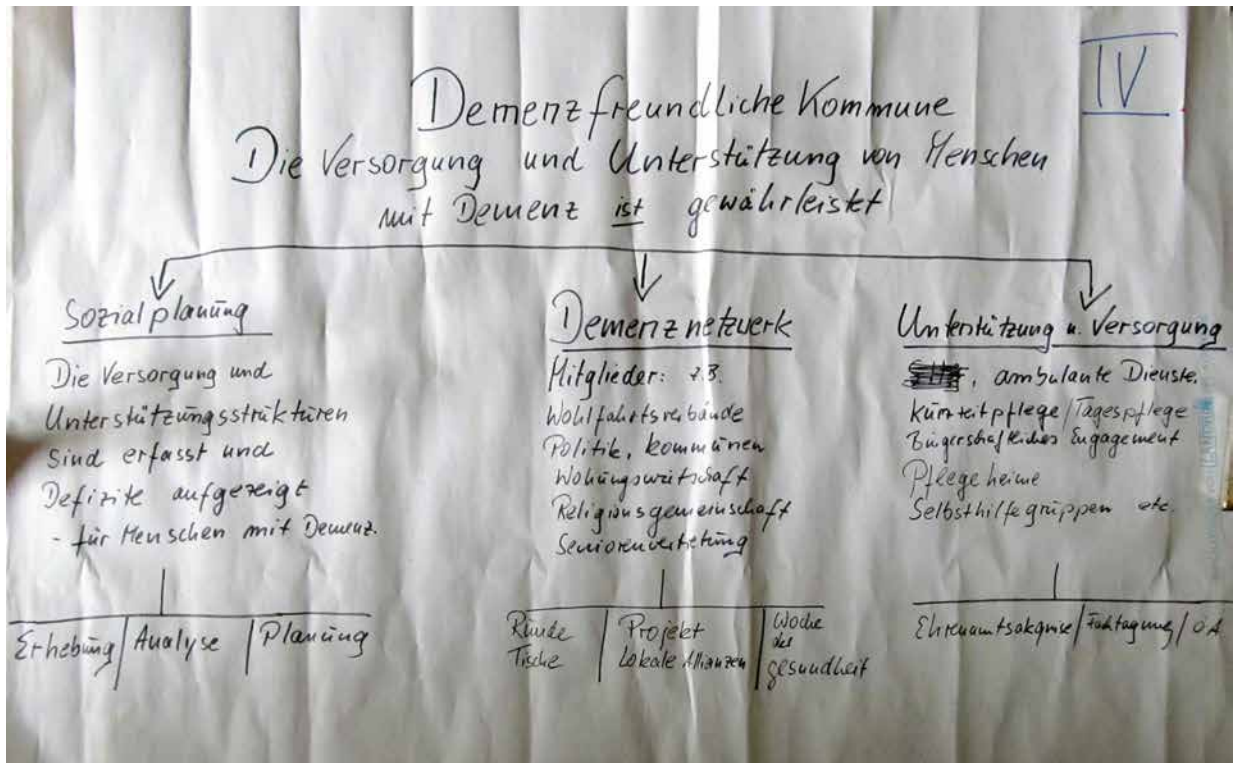 IV
Demenzfreundliche Kommune
Die Versorgung und Unterstützung von Menschen
mit Demenz ist gewährleistet
Sozialplanung
Die Versorgung und
Unterstützungsstrukturen
sind erfasst und
Defizite aufgezeigt
- für Menschen mit Demenz.
Erhebung / Analyse / Planung
Demenznetzwerk
Mitglieder: z.B.
Wohlfahrtsverbände
Politik, Kommunen
Wohnungswirtschaft
Religionsgemeinschaft
Seniorenvertretung
Runde
Tische
Projekt
Lokale Allianzen
Woche
der
gesundheit
Unterstützung u. Versorgung
, ambulante Dienste.
Kurzzeitpflege/Tagespflege
Bürgerschaftliches Engagement
Pflegeheime
Selbsthilfegruppen etc.
Ehrenamtsakquise / Fachtagung / ÖA